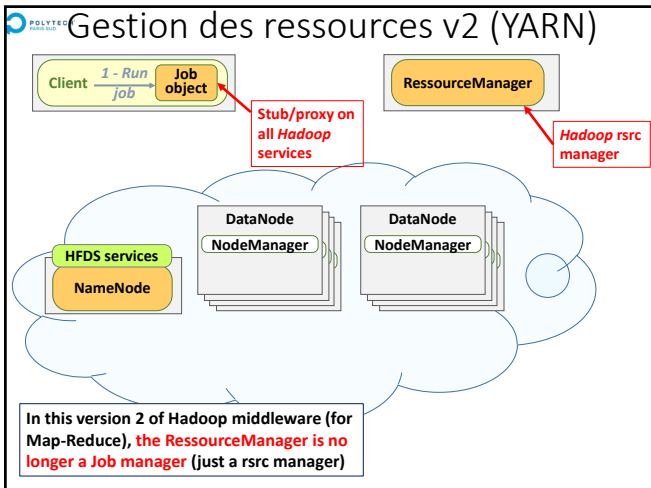 POLYTECH
PARIS-SUD
Gestion des ressources v2 (YARN)
Client
1 - Run
job
Job
object
RessourceManager
Stub/proxy on
all Hadoop
services
Hadoop rsrc
manager
DataNode
NodeManager
DataNode
NodeManager
HFDS services
NameNode
In this version 2 of Hadoop middleware (for
Map-Reduce), the RessourceManager is no
longer a Job manager (just a rsrc manager)